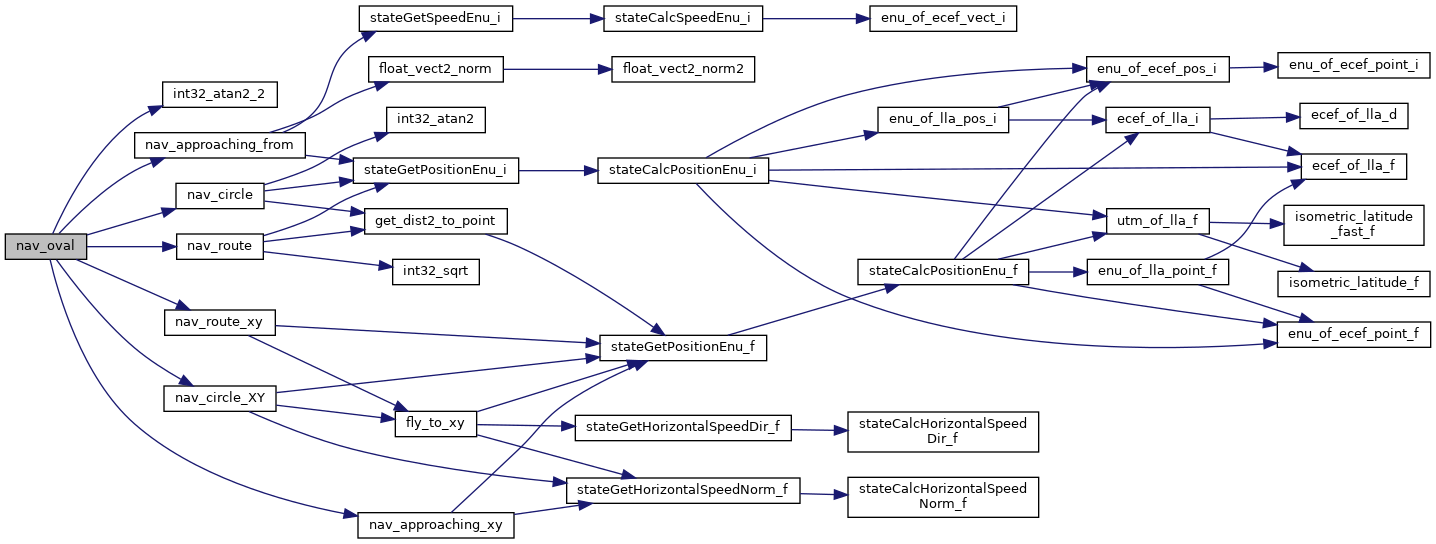 nav_oval
int32_atan2_2
nav_approaching_from
nav_circle
nav_route
nav_route_xy
nav_circle_XY
nav_approaching_xy
stateGetSpeedEnu_i
float_vect2_norm
int32_atan2
stateGetPositionEnu_i
get_dist2_to_point
int32_sqrt
fly_to_xy
stateCalcSpeedEnu_i
float_vect2_norm2
stateCalcPositionEnu_i
stateGetPositionEnu_f
stateGetHorizontalSpeedDir_f
stateGetHorizontalSpeedNorm_f
enu_of_ecef_vect_i
enu_of_lla_pos_i
stateCalcPositionEnu_f
stateCalcHorizontalSpeed
Dir_f
stateCalcHorizontalSpeed
Norm_f
enu_of_ecef_pos_i
ecef_of_lla_i
utm_of_lla_f
enu_of_lla_point_f
enu_of_ecef_point_i
ecef_of_lla_d
ecef_of_lla_f
isometric_latitude
_fast_f
isometric_latitude_f
enu_of_ecef_point_f